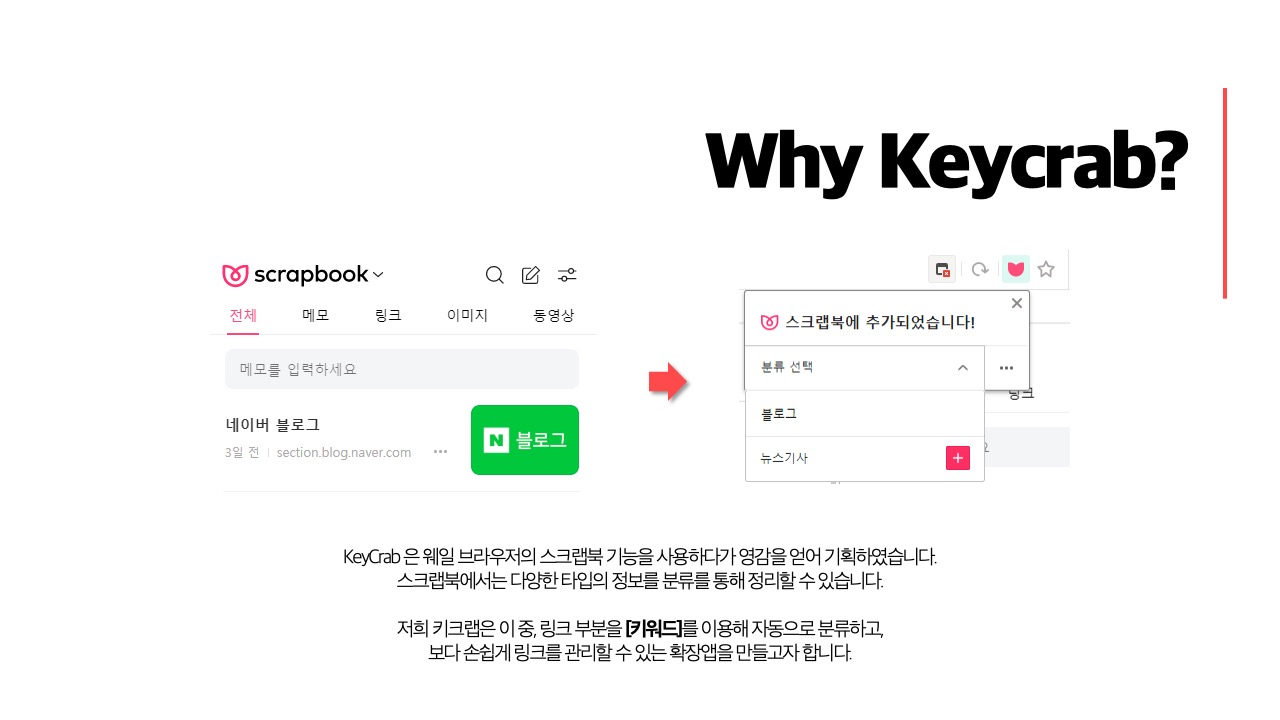 Why Keycrab?
scrapbook
전체 메모 링크 이미지 동영상
메모를 입력하세요
네이버 블로그
3일 전 section.blog.naver.com
N 블로그
스크랩북에 추가되었습니다!
분류 선택
링크
블로그
뉴스기사
KeyCrab 은 웨일 브라우저의 스크랩북 기능을 사용하다가 영감을 얻어 기획하였습니다.
스크랩북에서는 다양한 타입의 정보를 분류를 통해 정리할 수 있습니다.
저희 키크랩은 이 중, 링크 부분을 [키워드]를 이용해 자동으로 분류하고,
보다 손쉽게 링크를 관리할 수 있는 확장앱을 만들고자 합니다.